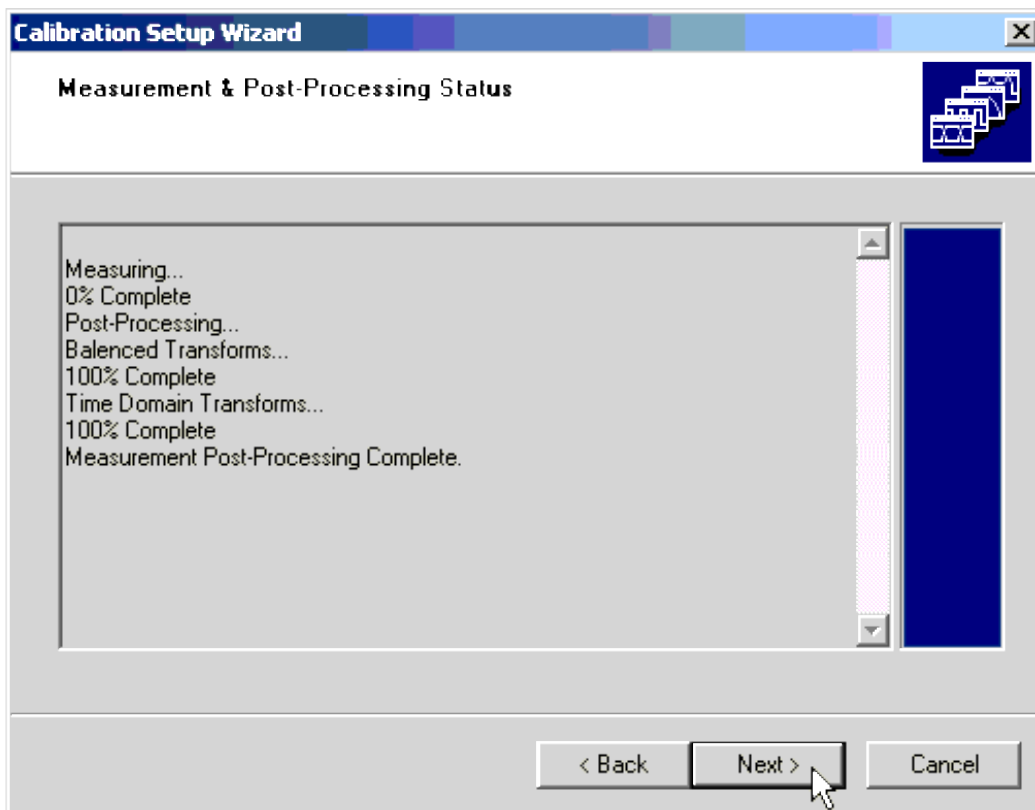 Calibration Setup Wizard
Measurement & Post-Processing Status
Measuring...
0% Complete
Post-Processing...
Balenced Transforms...
100% Complete
Time Domain Transforms...
100% Complete
Measurement Post-Processing Complete.
< Back
Next >
Cancel